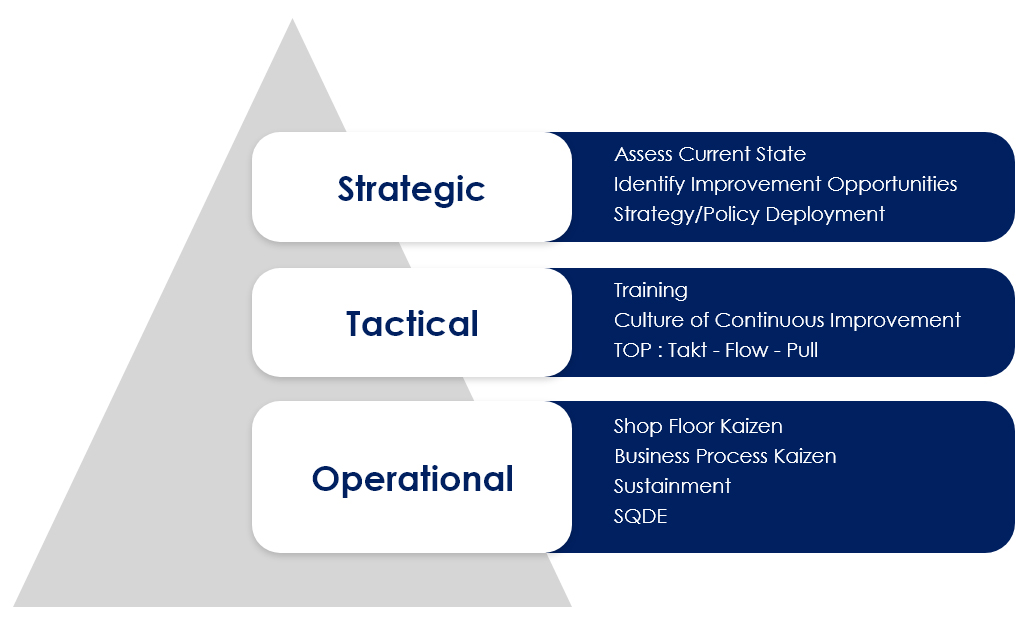 Strategic
Assess Current State
Identify Improvement Opportunities
Strategy/Policy Deployment
Tactical
Training
Culture of Continuous Improvement
TOP : Takt - Flow - Pull
Operational
Shop Floor Kaizen
Business Process Kaizen
Sustainment
SQDE